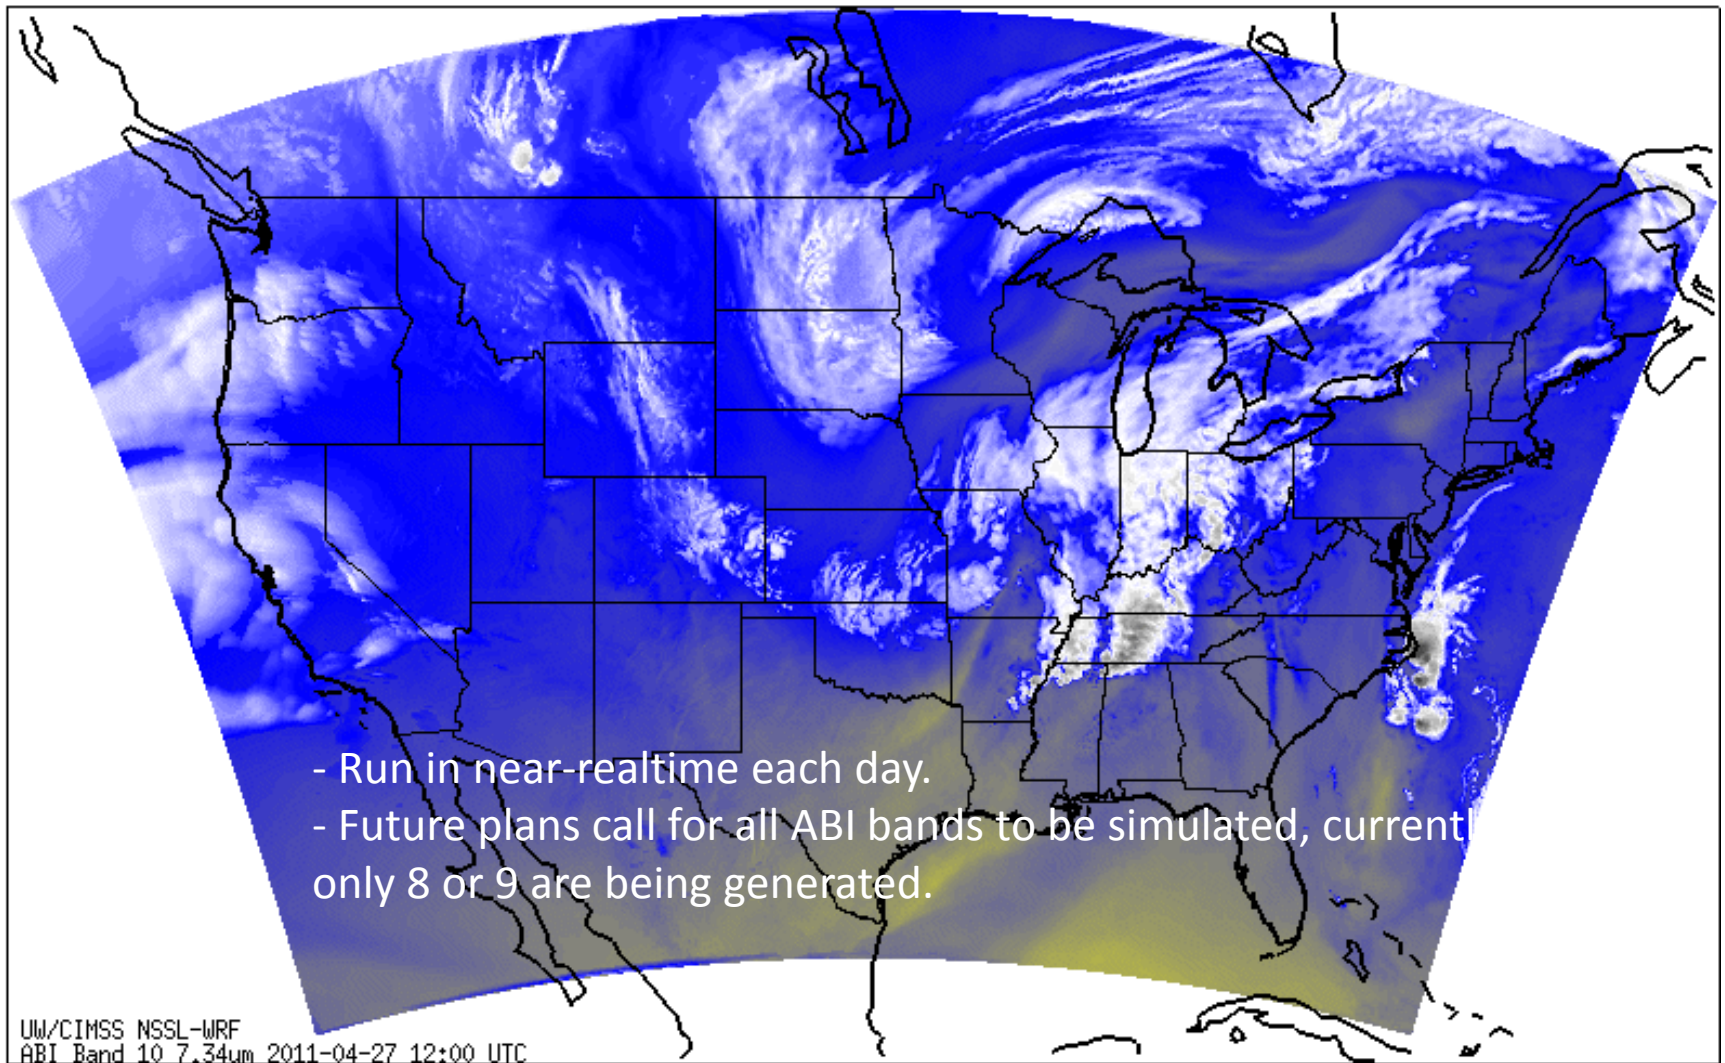 - Run in near-realtime each day.
- Future plans call for all ABI bands to be simulated, currentl
only 8 or 9 are being generated.
UW/CIMSS NSSL-WRF
ABI Band 10 7.34um 2011-04-27 12:00 UTC